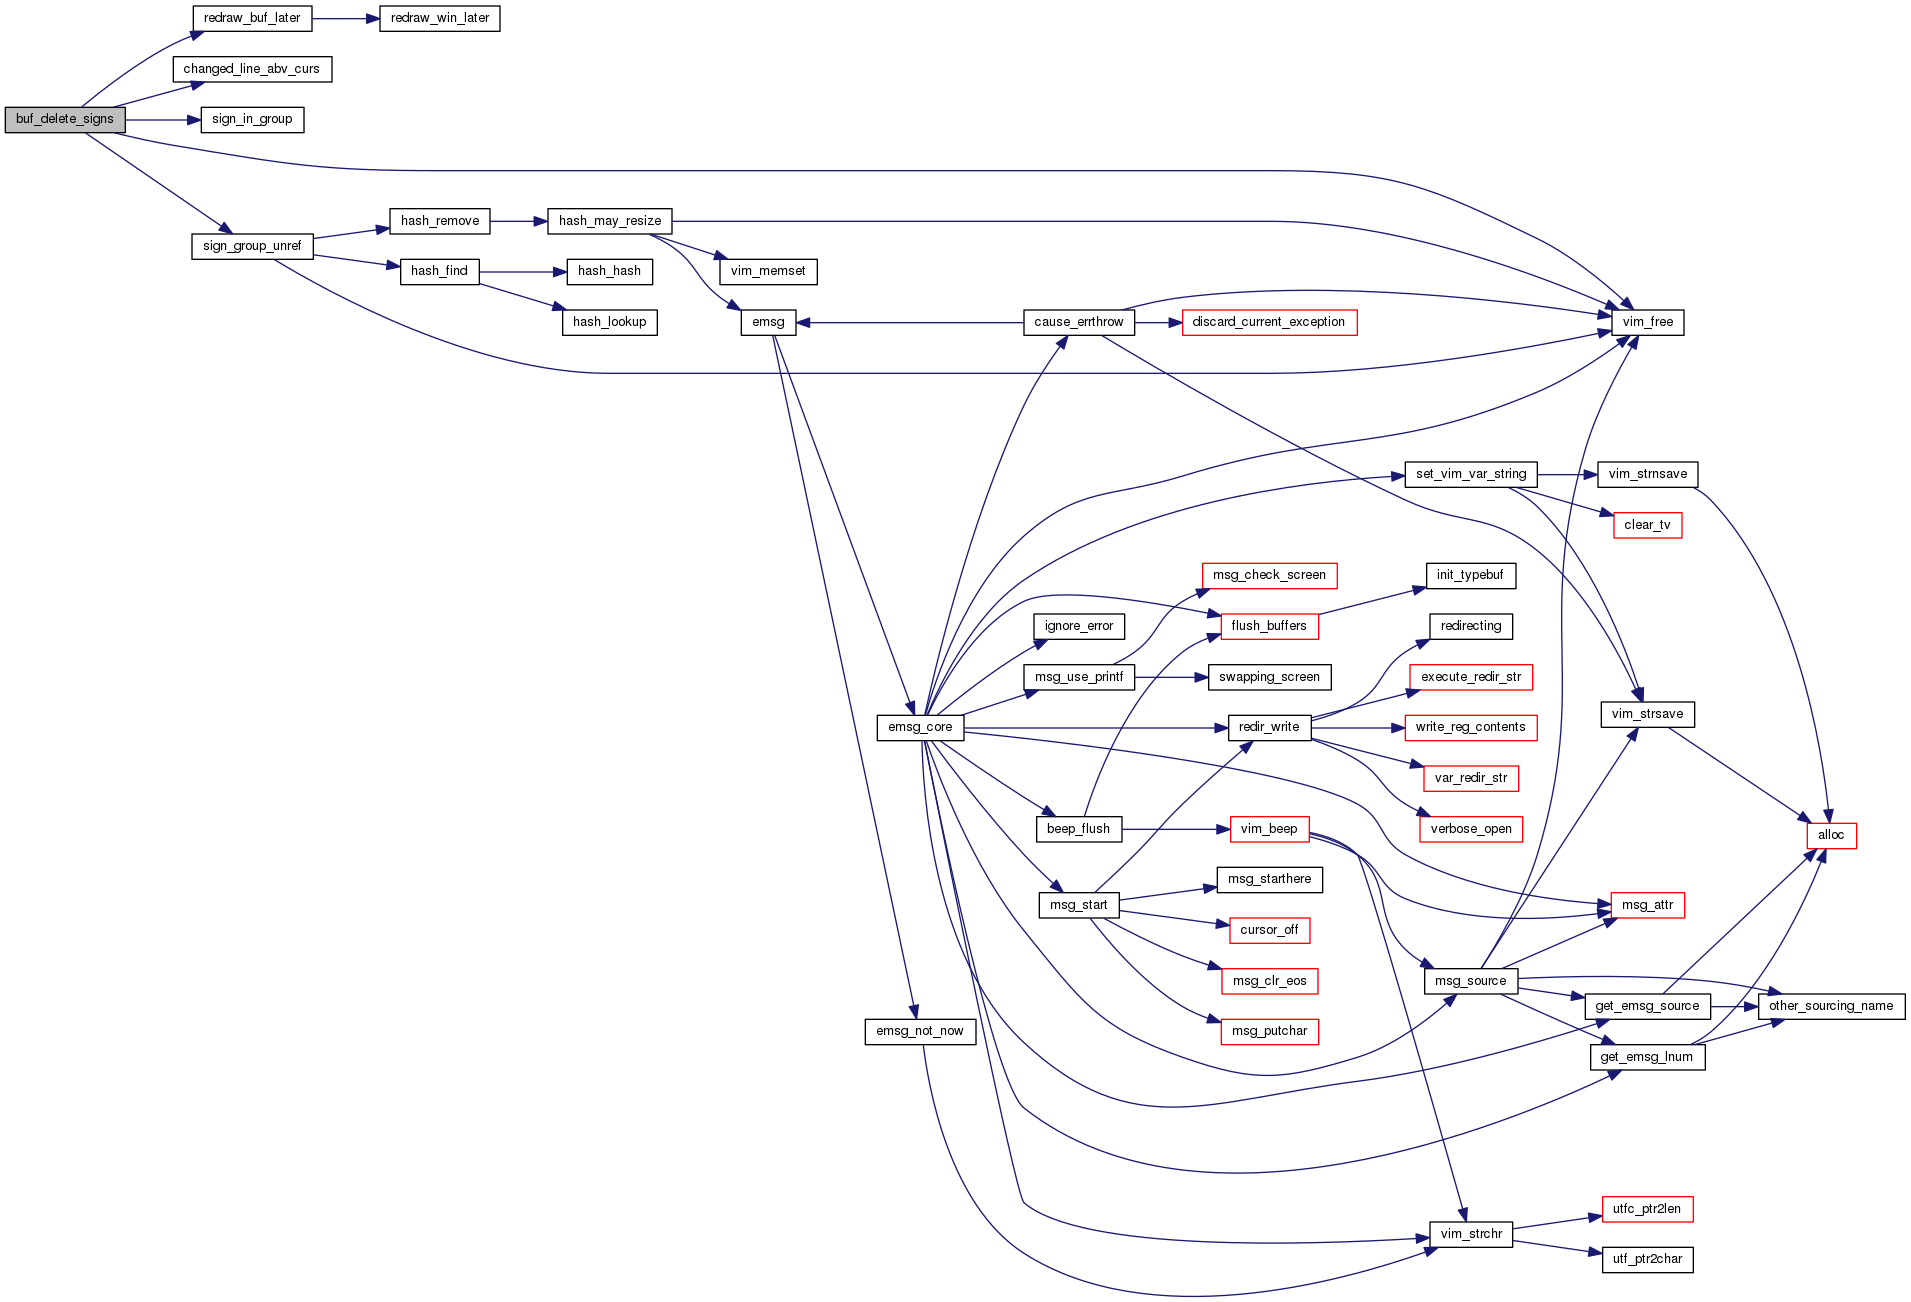 redraw_buf_later
redraw_win_later
changed_line_abv_curs
buf_delete_signs
sign_in_group
hash_remove
hash_may_resize
sign_group_unref
hash_find
hash_hash
vim_memset
hash_lookup
emsg
cause_errthrow
discard_current_exception
vim_free
set_vim_var_string
vim_strnsave
clear_tv
msg_check_screen
init_typebuf
ignore_error
flush_buffers
redirecting
msg_use_printf
swapping_screen
execute_redir_str
emsg_core
redir_write
write_reg_contents
vim_strsave
var_redir_str
beep_flush
vim_beep
verbose_open
alloc
msg_starthere
msg_start
cursor_off
msg_attr
msg_clr_eos
msg_source
get_emsg_source
other_sourcing_name
emsg_not_now
msg_putchar
get_emsg_lnum
utfc_ptr2len
vim_strchr
utf_ptr2char